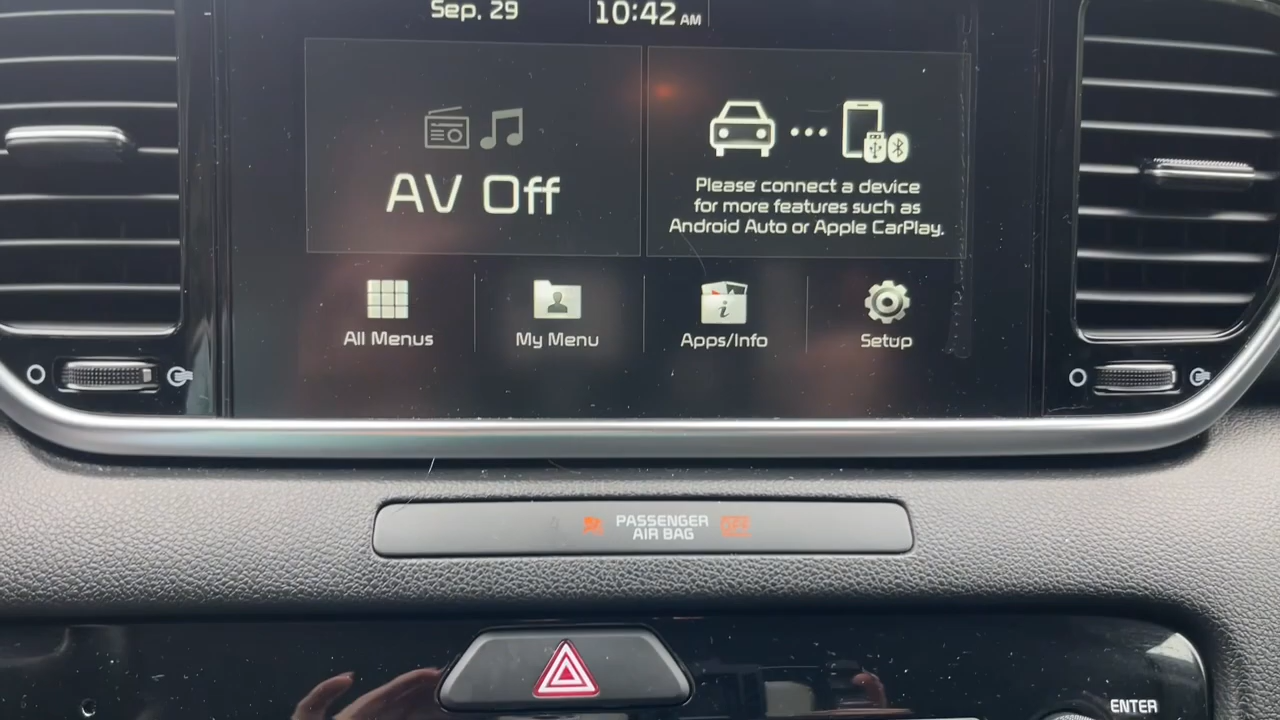 Sep. 29 10:42 AM
AV Off
Please connect a device
for more features such as
Android Auto or Apple CarPlay.
All Menus My Menu Apps/Info Setup
PASSENGER OFF
AIR BAG
ENTER